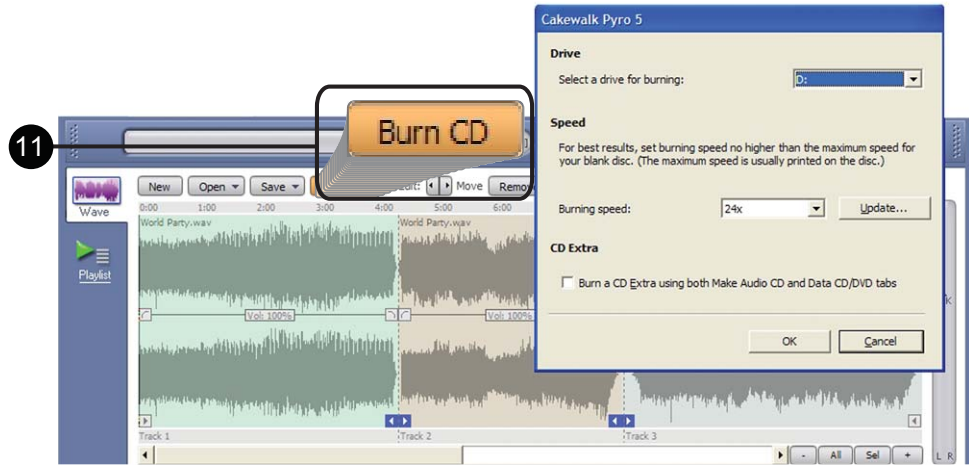 Cakewalk Pyro 5
Drive
Select a drive for burning:
D:
Speed
For best results, set burning speed no higher than the maximum speed for
your blank disc. (The maximum speed is usually printed on the disc.)
Burning speed:
24x
Update...
CD Extra
Burn a CD Extra using both Make Audio CD and Data CD/DVD tabs
OK
Cancel
11
Burn CD
Wave
Playlist
New Open Save Move
0:00 1:00 2:00 3:00 4:00 5:00 6:00
World Party.wav World Party.wav
Vol: 100% Vol: 100%
Track 1 Track 2 Track 3
- All Sel + L R